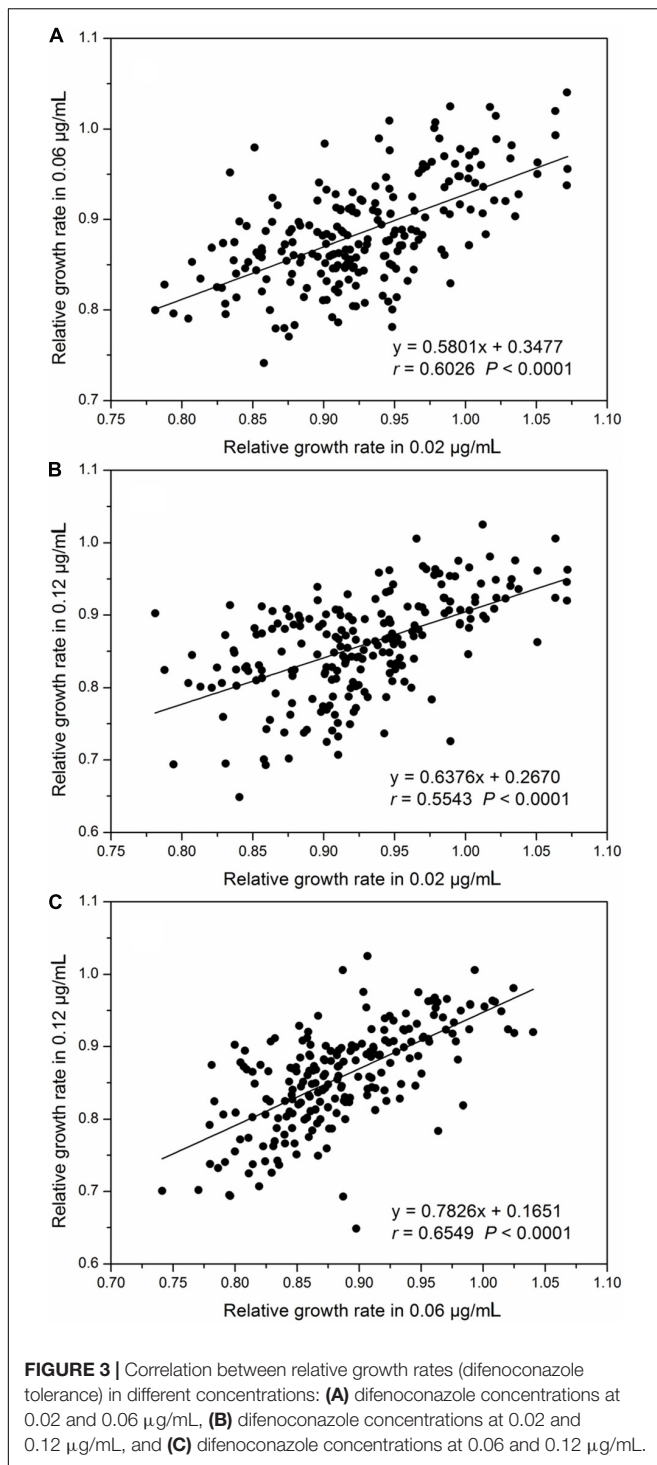 A
Relative growth rate in 0.06 µg/mL
1.1
1.0
0.9
0.8
0.7
y = 0.5801x + 0.3477
r = 0.6026 P < 0.0001
0.75 0.80 0.85 0.90 0.95 1.00 1.05 1.10
Relative growth rate in 0.02 µg/mL
B
Relative growth rate in 0.12 µg/mL
1.1
1.0
0.9
0.8
0.7
0.6
y = 0.6376x + 0.2670
r = 0.5543 P < 0.0001
0.75 0.80 0.85 0.90 0.95 1.00 1.05 1.10
Relative growth rate in 0.02 µg/mL
C
Relative growth rate in 0.12 µg/mL
1.1
1.0
0.9
0.8
0.7
0.6
y = 0.7826x + 0.1651
r = 0.6549 P < 0.0001
0.70 0.75 0.80 0.85 0.90 0.95 1.00 1.05 1.10
Relative growth rate in 0.06 µg/mL
FIGURE 3 | Correlation between relative growth rates (difenoconazole
tolerance) in different concentrations: (A) difenoconazole concentrations at
0.02 and 0.06 µg/mL, (B) difenoconazole concentrations at 0.02 and
0.12 µg/mL, and (C) difenoconazole concentrations at 0.06 and 0.12 µg/mL.